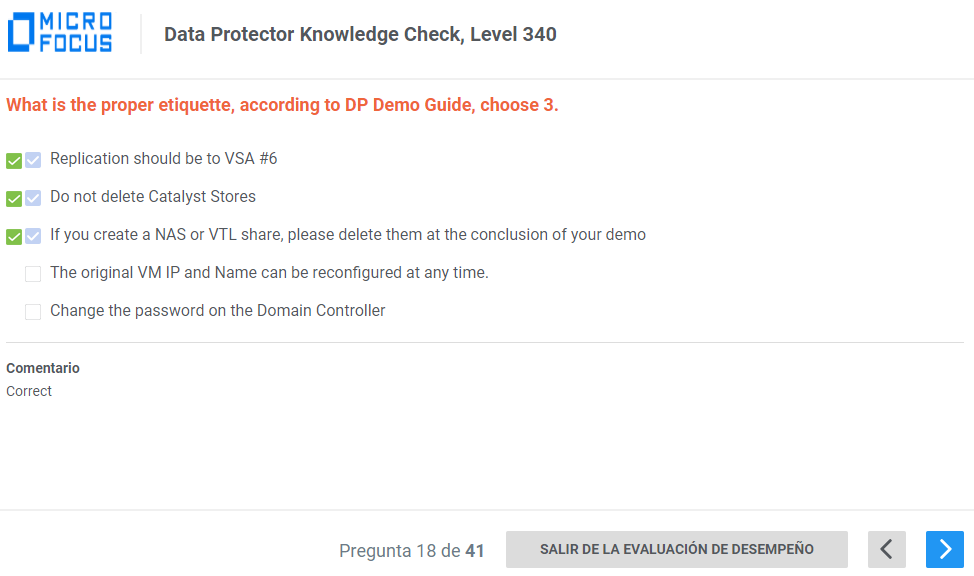 MICRO
FOCUS
Data Protector Knowledge Check, Level 340
What is the proper etiquette, according to DP Demo Guide, choose 3.
Replication should be to VSA #6
Do not delete Catalyst Stores
If you create a NAS or VTL share, please delete them at the conclusion of your demo
The original VM IP and Name can be reconfigured at any time.
Change the password on the Domain Controller
Comentario
Correct
Pregunta 18 de 41
SALIR DE LA EVALUACIÓN DE DESEMPEÑO